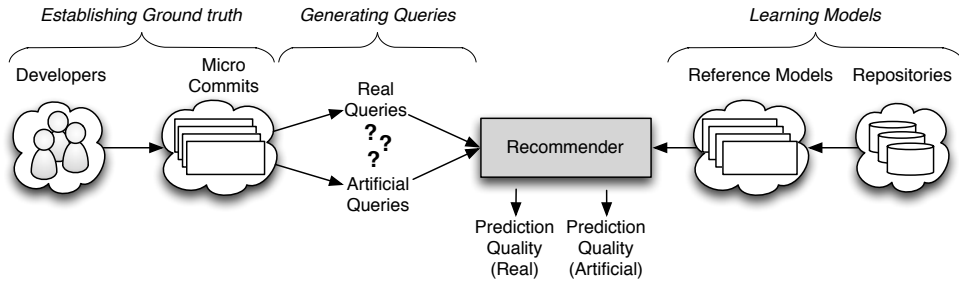 Establishing Ground truth
Generating Queries
Learning Models
Developers
Micro
Commits
Real
Queries
?
?
?
Artificial
Queries
Recommender
Reference Models
Repositories
Prediction
Quality
(Real)
Prediction
Quality
(Artificial)